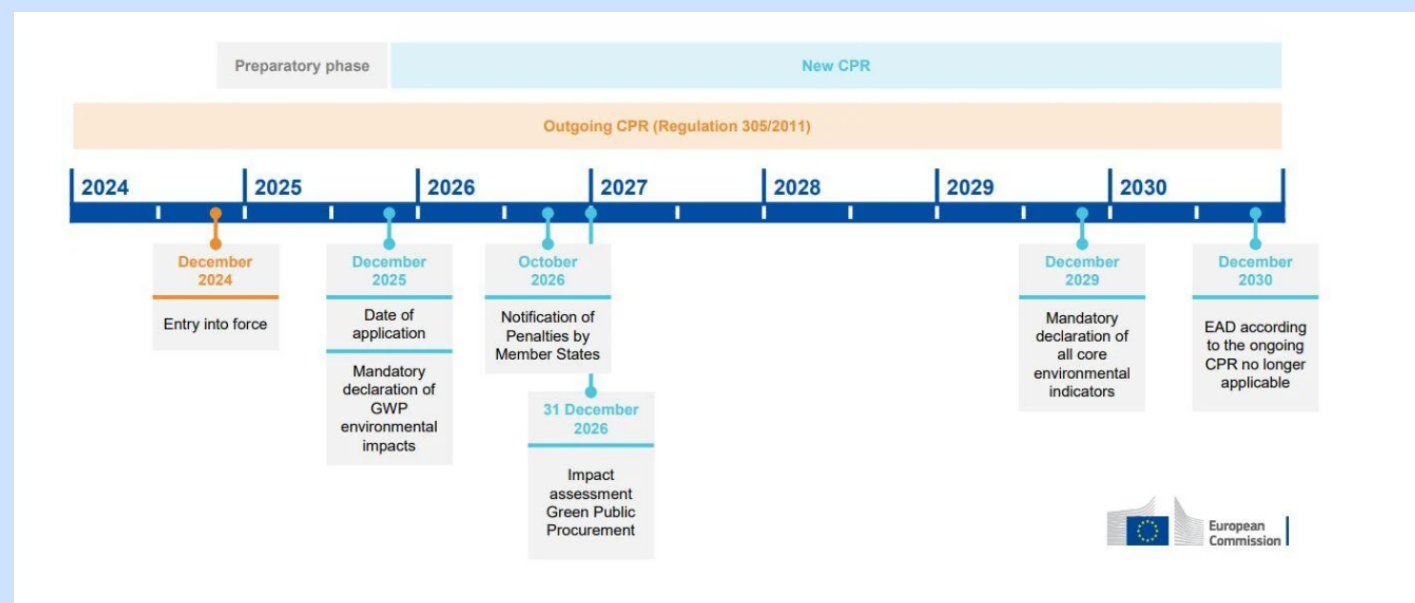 Preparatory phase
New CPR
Outgoing CPR (Regulation 305/2011)
2024
2025
2026
2027
2028
2029
2030
December
2024
Entry into force
December
2025
Date of
application
Mandatory
declaration of
GWP
environmental
impacts
October
2026
Notification of
Penalties by
Member States
31 December
2026
Impact
assessment
Green Public
Procurement
December
2029
Mandatory
declaration of
all core
environmental
indicators
December
2030
EAD according
to the ongoing
CPR no longer
applicable
European
Commission